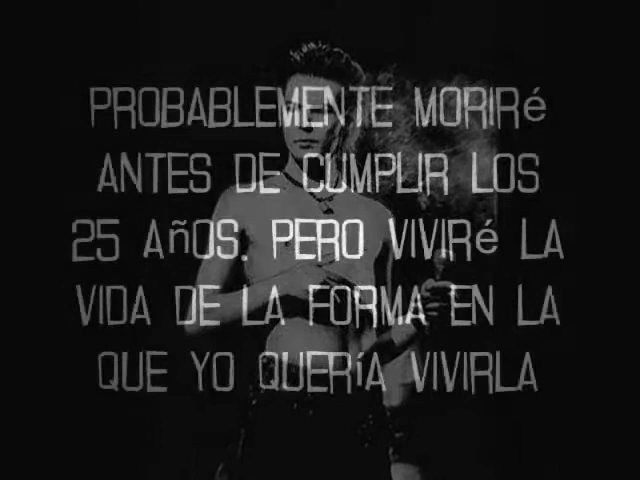 PROBABLEMENTE MORIRé
ANTES DE CUMPLIR LOS
25 AñOS. PERO VIVIRé LA
VIDA DE LA FORMA EN LA
QUE YO QUERíA VIVIRLA